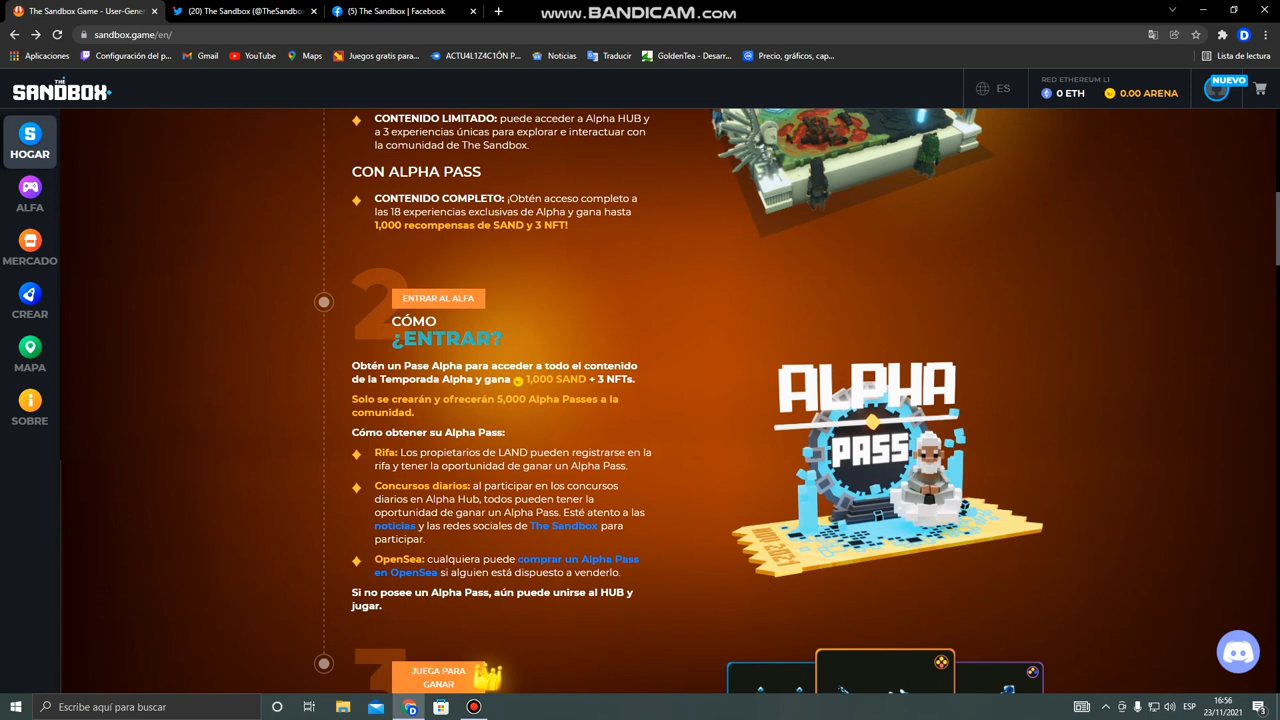 The Sandbox Game - User-Gener
(20) The Sandbox (@TheSandbox
(5) The Sandbox | Facebook
www.BANDICAM.com
sandbox.game/en/
D
Aplicaciones
Configuración del p...
Gmail
YouTube
Maps
Juegos gratis para...
ACTU4L1Z4C1ÓN P...
Noticias
Traducir
GoldenTea - Desarr...
Precio, gráficos, cap...
Lista de lectura
THE
SANDBOX
ES
RED ETHEREUM L1
0 ETH
0.00 ARENA
NUEVO
HOGAR
ALFA
MERCADO
CREAR
MAPA
SOBRE
CONTENIDO LIMITADO: puede acceder a Alpha HUB y
a 3 experiencias únicas para explorar e interactuar con
la comunidad de The Sandbox.
CON ALPHA PASS
CONTENIDO COMPLETO: ¡Obtén acceso completo a
las 18 experiencias exclusivas de Alpha y gana hasta
1,000 recompensas de SAND y 3 NFT!
2
ENTRAR AL ALFA
CÓMO
¿ENTRAR?
Obtén un Pase Alpha para acceder a todo el contenido
de la Temporada Alpha y gana 1,000 SAND + 3 NFTs.
Solo se crearán y ofrecerán 5,000 Alpha Passes a la
comunidad.
Cómo obtener su Alpha Pass:
Rifa: Los propietarios de LAND pueden registrarse en la
rifa y tener la oportunidad de ganar un Alpha Pass.
Concursos diarios: al participar en los concursos
diarios en Alpha Hub, todos pueden tener la
oportunidad de ganar un Alpha Pass. Esté atento a las
noticias y las redes sociales de The Sandbox para
participar.
OpenSea: cualquiera puede comprar un Alpha Pass
en OpenSea si alguien está dispuesto a venderlo.
Si no posee un Alpha Pass, aún puede unirse al HUB y
jugar.
ALPHA
PASS
NOV 2021
3
JUEGA PARA
GANAR
Escribe aquí para buscar
ESP
16:56
23/11/2021